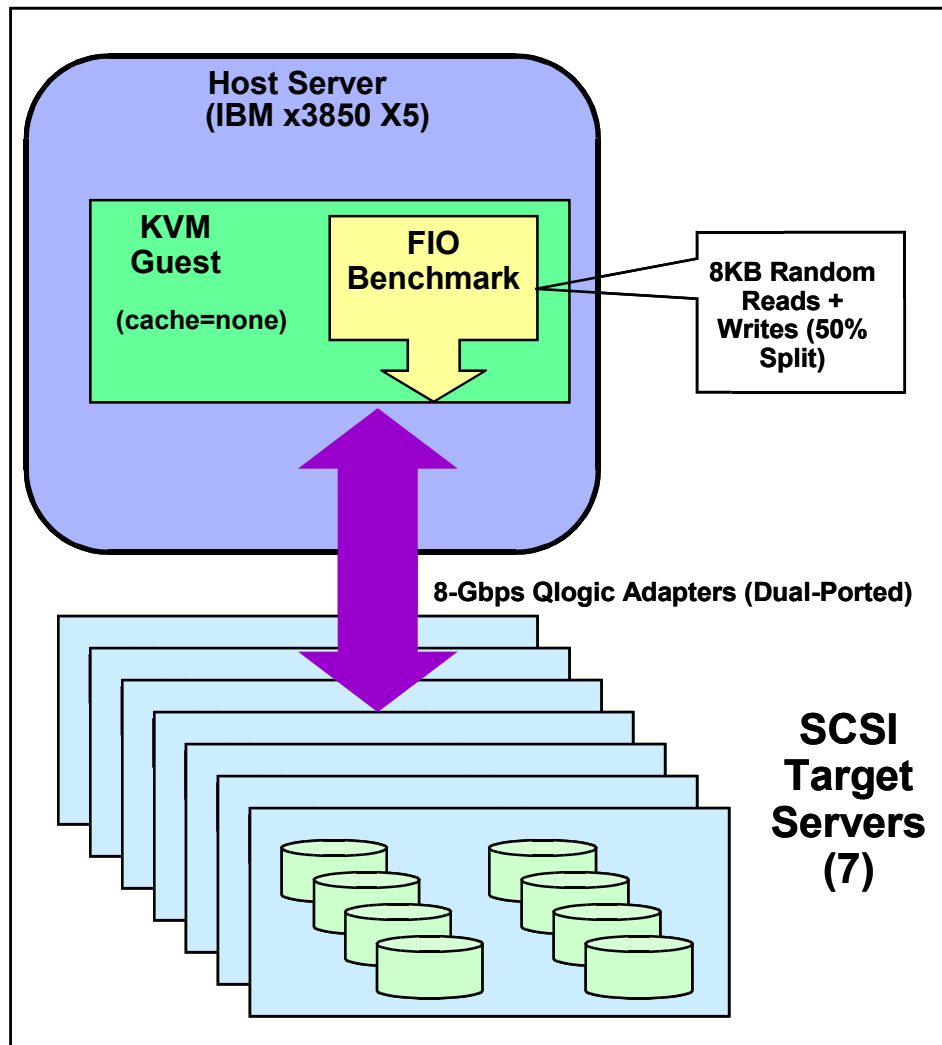 Host Server
(IBM x3850 X5)
KVM
Guest
(cache=none)
FIO
Benchmark
8KB Random
Reads +
Writes (50%
Split)
8-Gbps Qlogic Adapters (Dual-Ported)
SCSI
Target
Servers
(7)